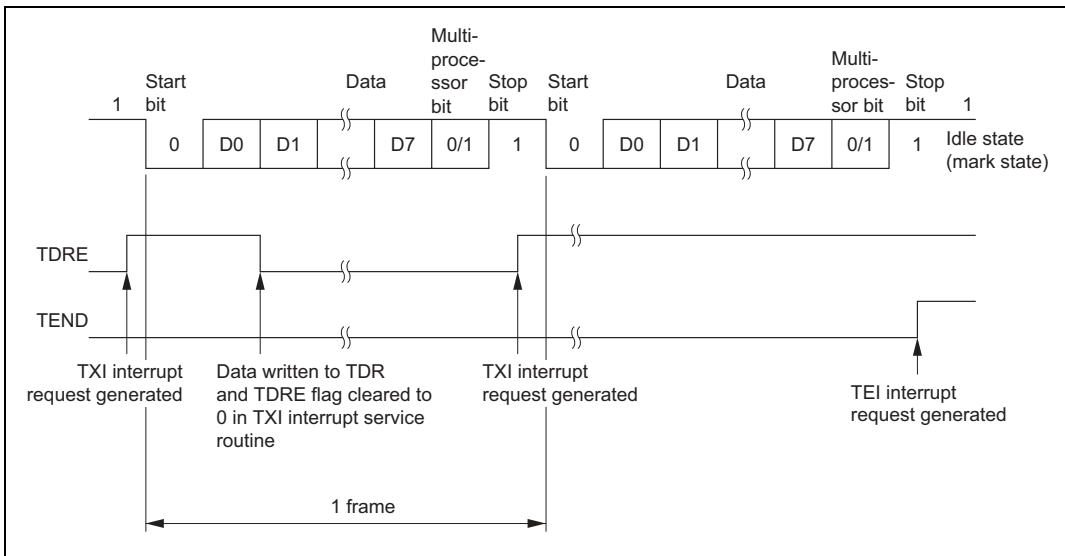 Multi-
proce-
ssor
bit
Multi-
proces-
sor bit
1
Start
bit
Data
Stop
bit
Start
bit
Data
Stop
bit
1
0
D0
D1
D7
0/1
1
0
D0
D1
D7
0/1
1
Idle state
(mark state)
TDRE
TEND
TXI interrupt
request generated
Data written to TDR
and TDRE flag cleared to
0 in TXI interrupt service
routine
TXI interrupt
request generated
TEI interrupt
request generated
1 frame